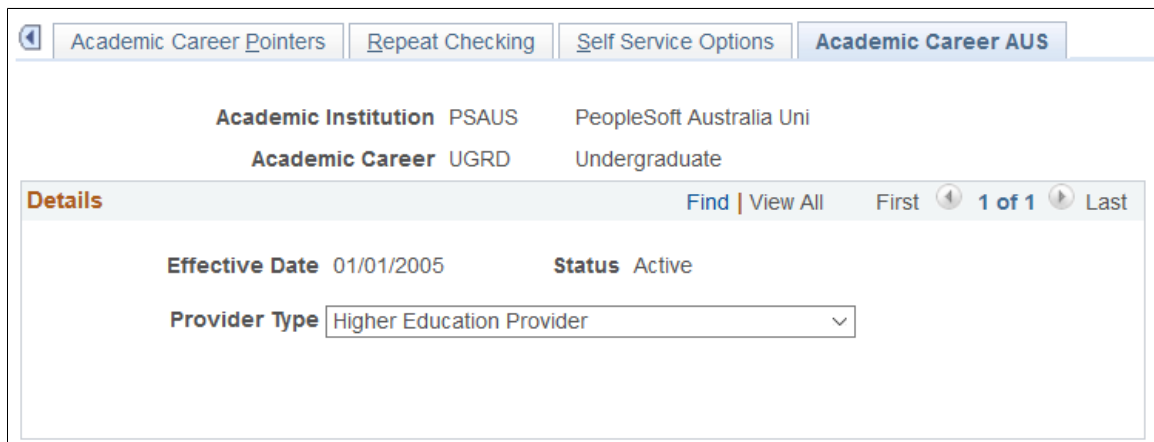 Academic Career Pointers Repeat Checking Self Service Options Academic Career AUS
Academic Institution PSAUS PeopleSoft Australia Uni
Academic Career UGRD Undergraduate
Details Find | View All First 1 of 1 Last
Effective Date 01/01/2005 Status Active
Provider Type Higher Education Provider